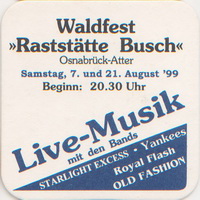 Waldfest
»Raststätte Busch«
Osnabrück-Atter
Samstag, 7. und 21. August '99
Beginn: 20.30 Uhr
Live-Musik
mit den Bands
STARLIGHT EXCESS · Yankees
Royal Flash
OLD FASHION